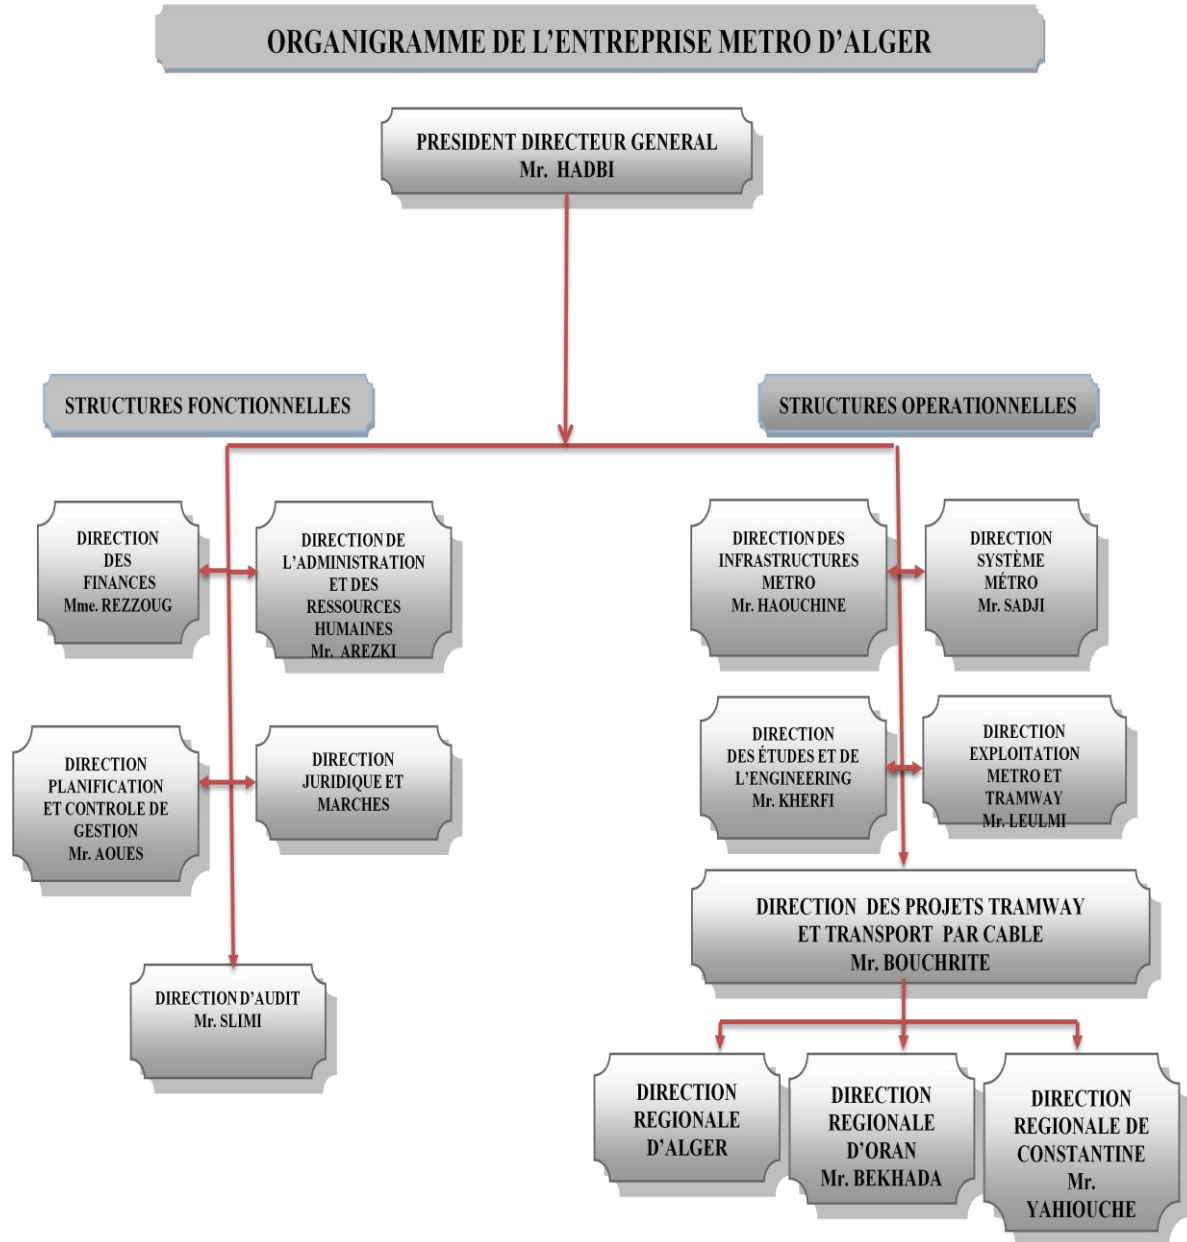 ORGANIGRAMME DE L'ENTREPRISE METRO D'ALGER
PRESIDENT DIRECTEUR GENERAL
Mr. HADBI
STRUCTURES FONCTIONNELLES
STRUCTURES OPERATIONNELLES
DIRECTION
DES
FINANCES
Mme. REZZOUG
DIRECTION DE
L'ADMINISTRATION
ET DES
RESSOURCES
HUMAINES
Mr. AREZKI
DIRECTION DES
INFRASTRUCTURES
METRO
Mr. HAOUCHINE
DIRECTION
SYSTÈME
MÉTRO
Mr. SADJI
DIRECTION
PLANIFICATION
ET CONTROLE DE
GESTION
Mr. AOUES
DIRECTION
JURIDIQUE ET
MARCHES
DIRECTION
DES ÉTUDES ET DE
L'ENGINEERING
Mr. KHERFI
DIRECTION
EXPLOITATION
METRO ET
TRAMWAY
Mr. LEULMI
DIRECTION DES PROJETS TRAMWAY
ET TRANSPORT PAR CABLE
Mr. BOUCHRITE
DIRECTION D'AUDIT
Mr. SLIMI
DIRECTION
REGIONALE
D'ALGER
DIRECTION
REGIONALE
D'ORAN
Mr. BEKHADA
DIRECTION
REGIONALE DE
CONSTANTINE
Mr.
YAHIOUCHE